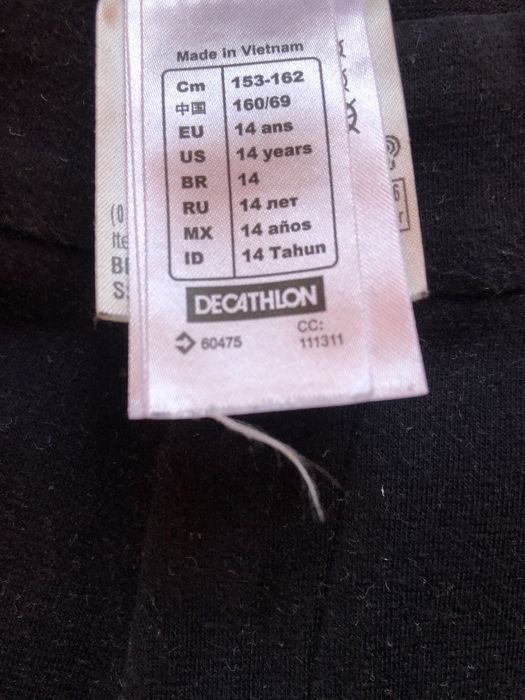 Made in Vietnam
Cm 153-162
中国 160/69
EU 14 ans
US 14 years
BR 14
RU 14 лет
MX 14 años
ID 14 Tahun
DECATHLON
60475
CC:
111311